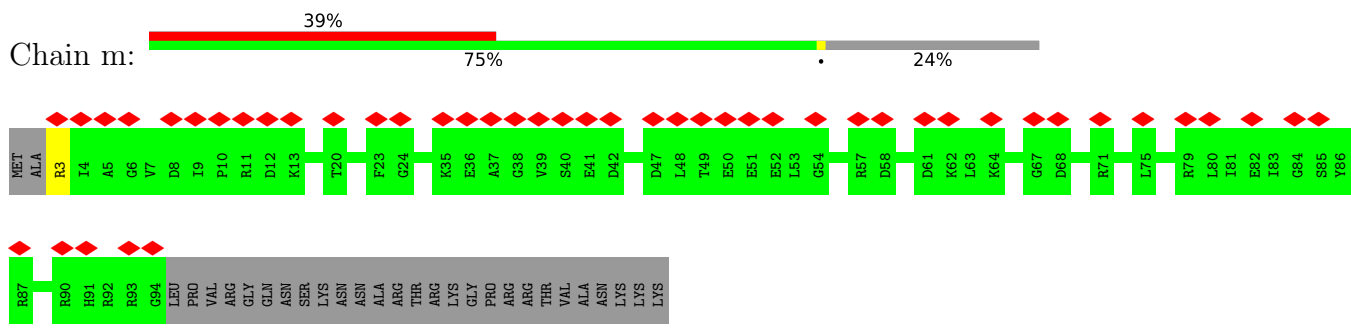 39%
Chain m:
75% • 24%
MET ALA R3 I4 A5 G6 V7 D8 I9 P10 R11 D12 K13 T20 F23 G24 K35 E36 A37 G38 V39 S40 E41 D42 D47 L48 T49 E50 E51 E52 L53 G54 R57 D58 D61 K62 L63 K64 G67 D68 R71 L75 R79 L80 I81 E82 I83 G84 S85 Y86
R87 R90 H91 R92 R93 G94 LEU PRO VAL ARG GLY GLN ASN SER LYS ASN ASN ALA ARG THR ARG LYS GLY PRO ARG ARG THR VAL ALA ASN LYS LYS LYS